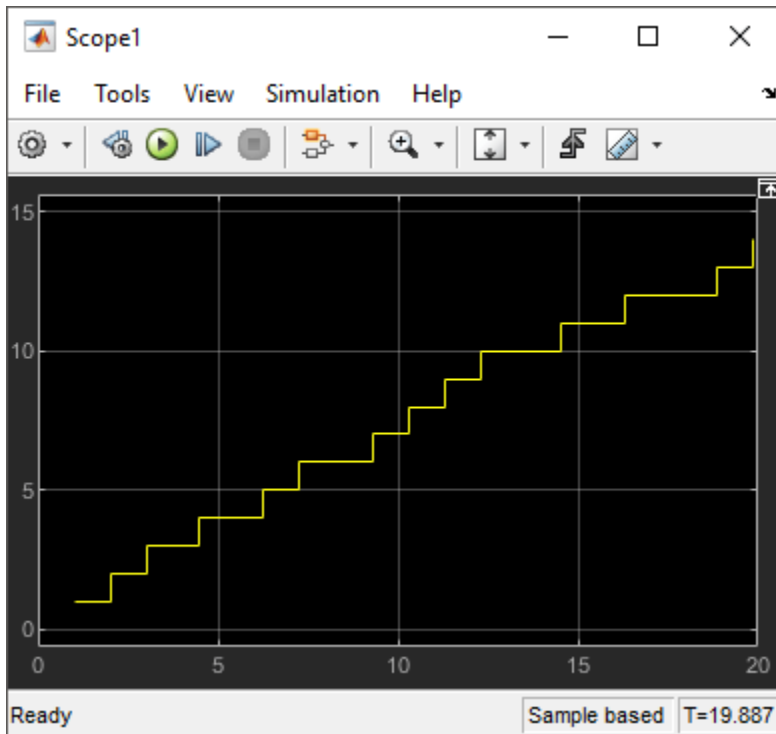 Scope1
File Tools View Simulation Help
15
10
5
0
0 5 10 15 20
Ready Sample based T=19.887